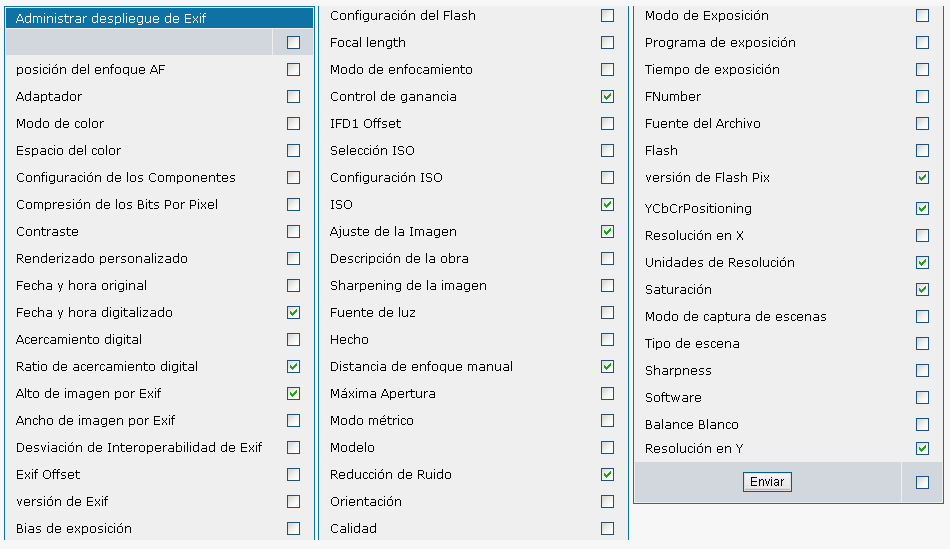 Administrar despliegue de Exif
posición del enfoque AF
Adaptador
Modo de color
Espacio del color
Configuración de los Componentes
Compresión de los Bits Por Pixel
Contraste
Renderizado personalizado
Fecha y hora original
Fecha y hora digitalizado
Acercamiento digital
Ratio de acercamiento digital
Alto de imagen por Exif
Ancho de imagen por Exif
Desviación de Interoperabilidad de Exif
Exif Offset
versión de Exif
Bias de exposición
Configuración del Flash
Focal length
Modo de enfocamiento
Control de ganancia
IFD1 Offset
Selección ISO
Configuración ISO
ISO
Ajuste de la Imagen
Descripción de la obra
Sharpening de la imagen
Fuente de luz
Hecho
Distancia de enfoque manual
Máxima Apertura
Modo métrico
Modelo
Reducción de Ruido
Orientación
Calidad
Modo de Exposición
Programa de exposición
Tiempo de exposición
FNumber
Fuente del Archivo
Flash
versión de Flash Pix
YCbCrPositioning
Resolución en X
Unidades de Resolución
Saturación
Modo de captura de escenas
Tipo de escena
Sharpness
Software
Balance Blanco
Resolución en Y
Enviar